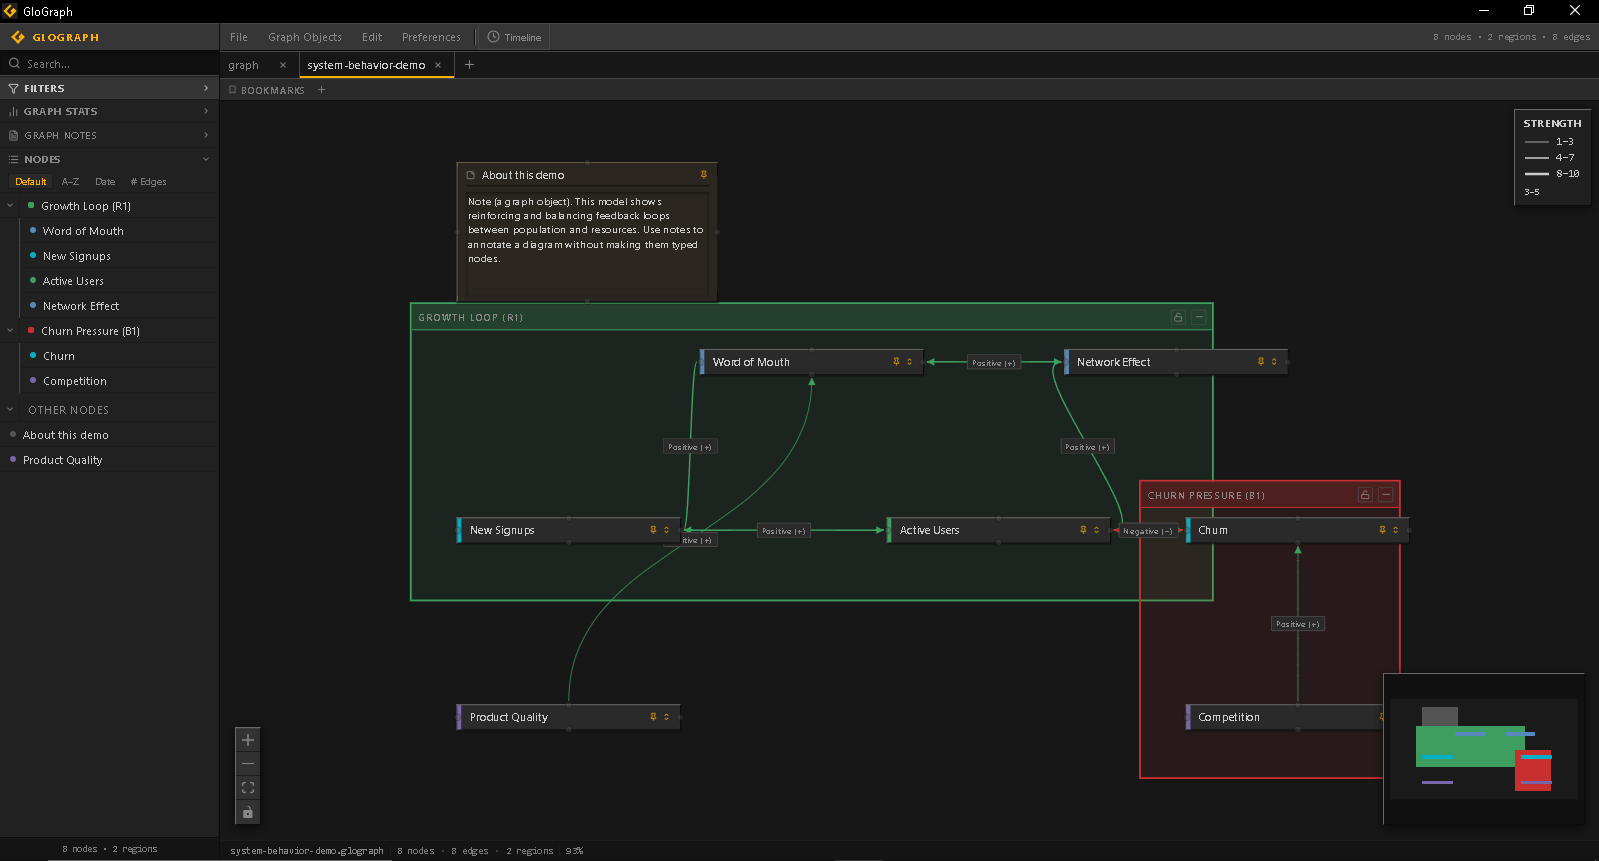 GloGraph
GLOGRAPH
File
Graph Objects
Edit
Preferences
Timeline
8 nodes • 2 regions • 8 edges
Search...
graph
system-behavior-demo
BOOKMARKS
FILTERS
GRAPH STATS
GRAPH NOTES
NODES
Default
A-Z
Date
# Edges
Growth Loop (R1)
Word of Mouth
New Signups
Active Users
Network Effect
Churn Pressure (B1)
Churn
Competition
OTHER NODES
About this demo
Product Quality
STRENGTH
1-3
4-7
8-10
3-5
About this demo
Note (a graph object). This model shows
reinforcing and balancing feedback loops
between population and resources. Use notes to
annotate a diagram without making them typed
nodes.
GROWTH LOOP (R1)
Word of Mouth
Positive (+)
Network Effect
Positive (+)
Positive (+)
CHURN PRESSURE (B1)
New Signups
Positive (+)
Active Users
Negative (−)
Churn
itive (+)
Positive (+)
Product Quality
Competition
8 nodes • 2 regions
system-behavior-demo.glograph
8 nodes • 8 edges • 2 regions
93%